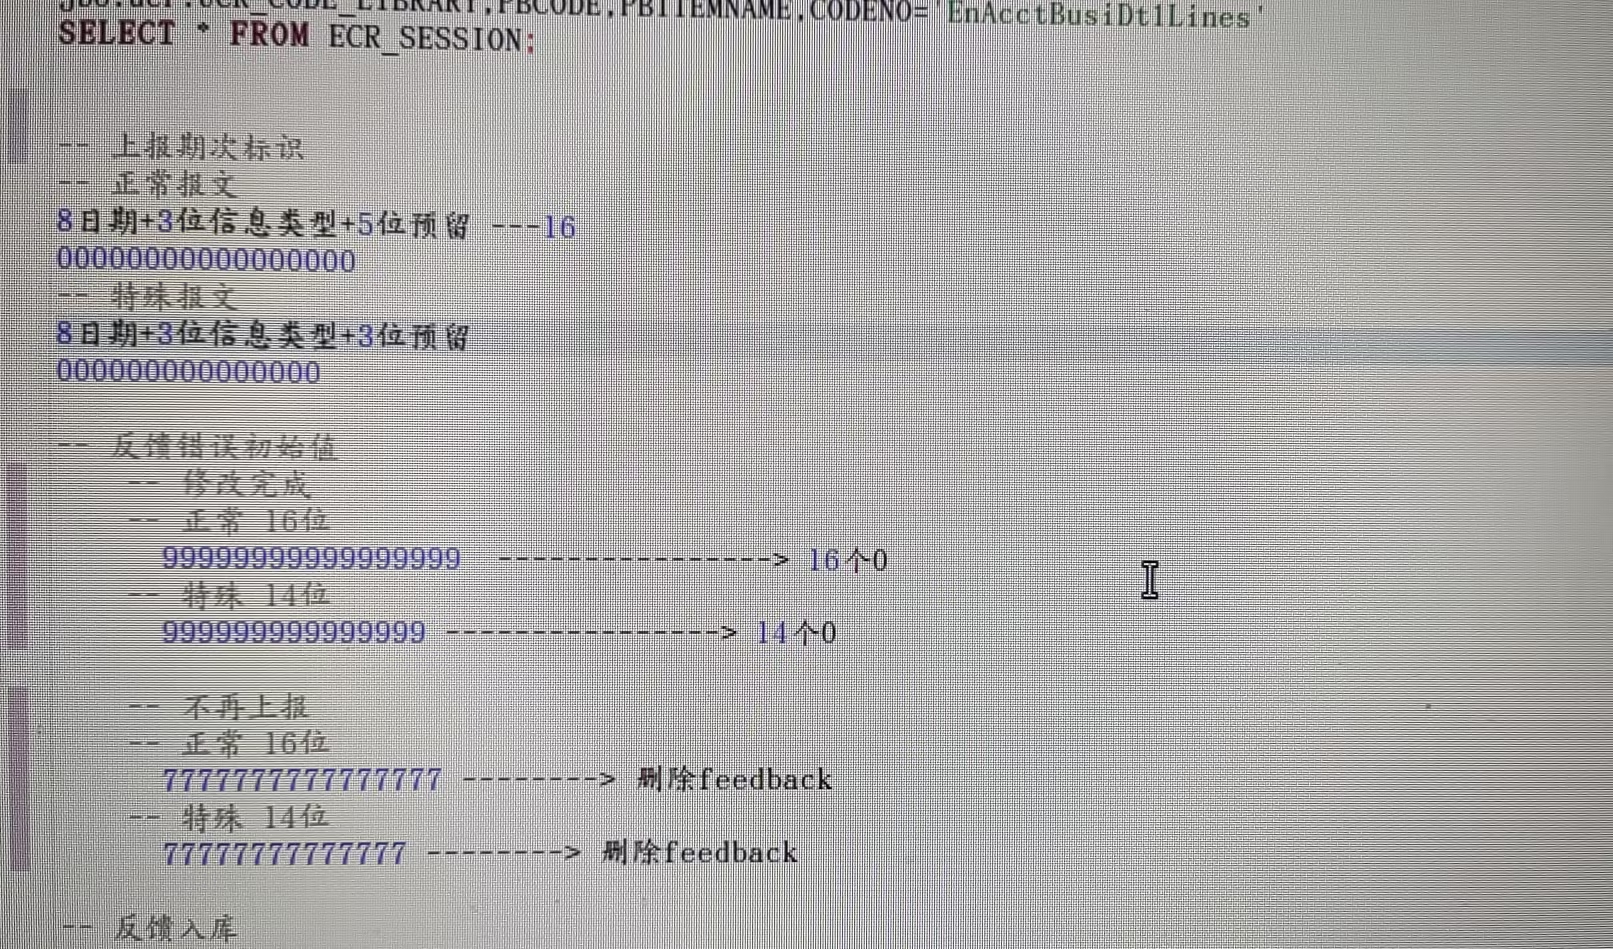 CODE_LIBRARY,PBCODE,PBITEMNAME,CODENO='EnAcctBusiDtlLines'
SELECT * FROM ECR_SESSION;
-- 上报期次标识
-- 正常报文
8日期+3位信息类型+5位预留 ---16
00000000000000000
-- 特殊报文
8日期+3位信息类型+3位预留
000000000000000
-- 反馈错误初始值
-- 修改完成
-- 正常 16位
99999999999999999 ----------------> 16个0
-- 特殊 14位
999999999999999 ----------------> 14个0
-- 不再上报
-- 正常 16位
7777777777777777 --------> 删除feedback
-- 特殊 14位
77777777777777 --------> 删除feedback
-- 反馈入库